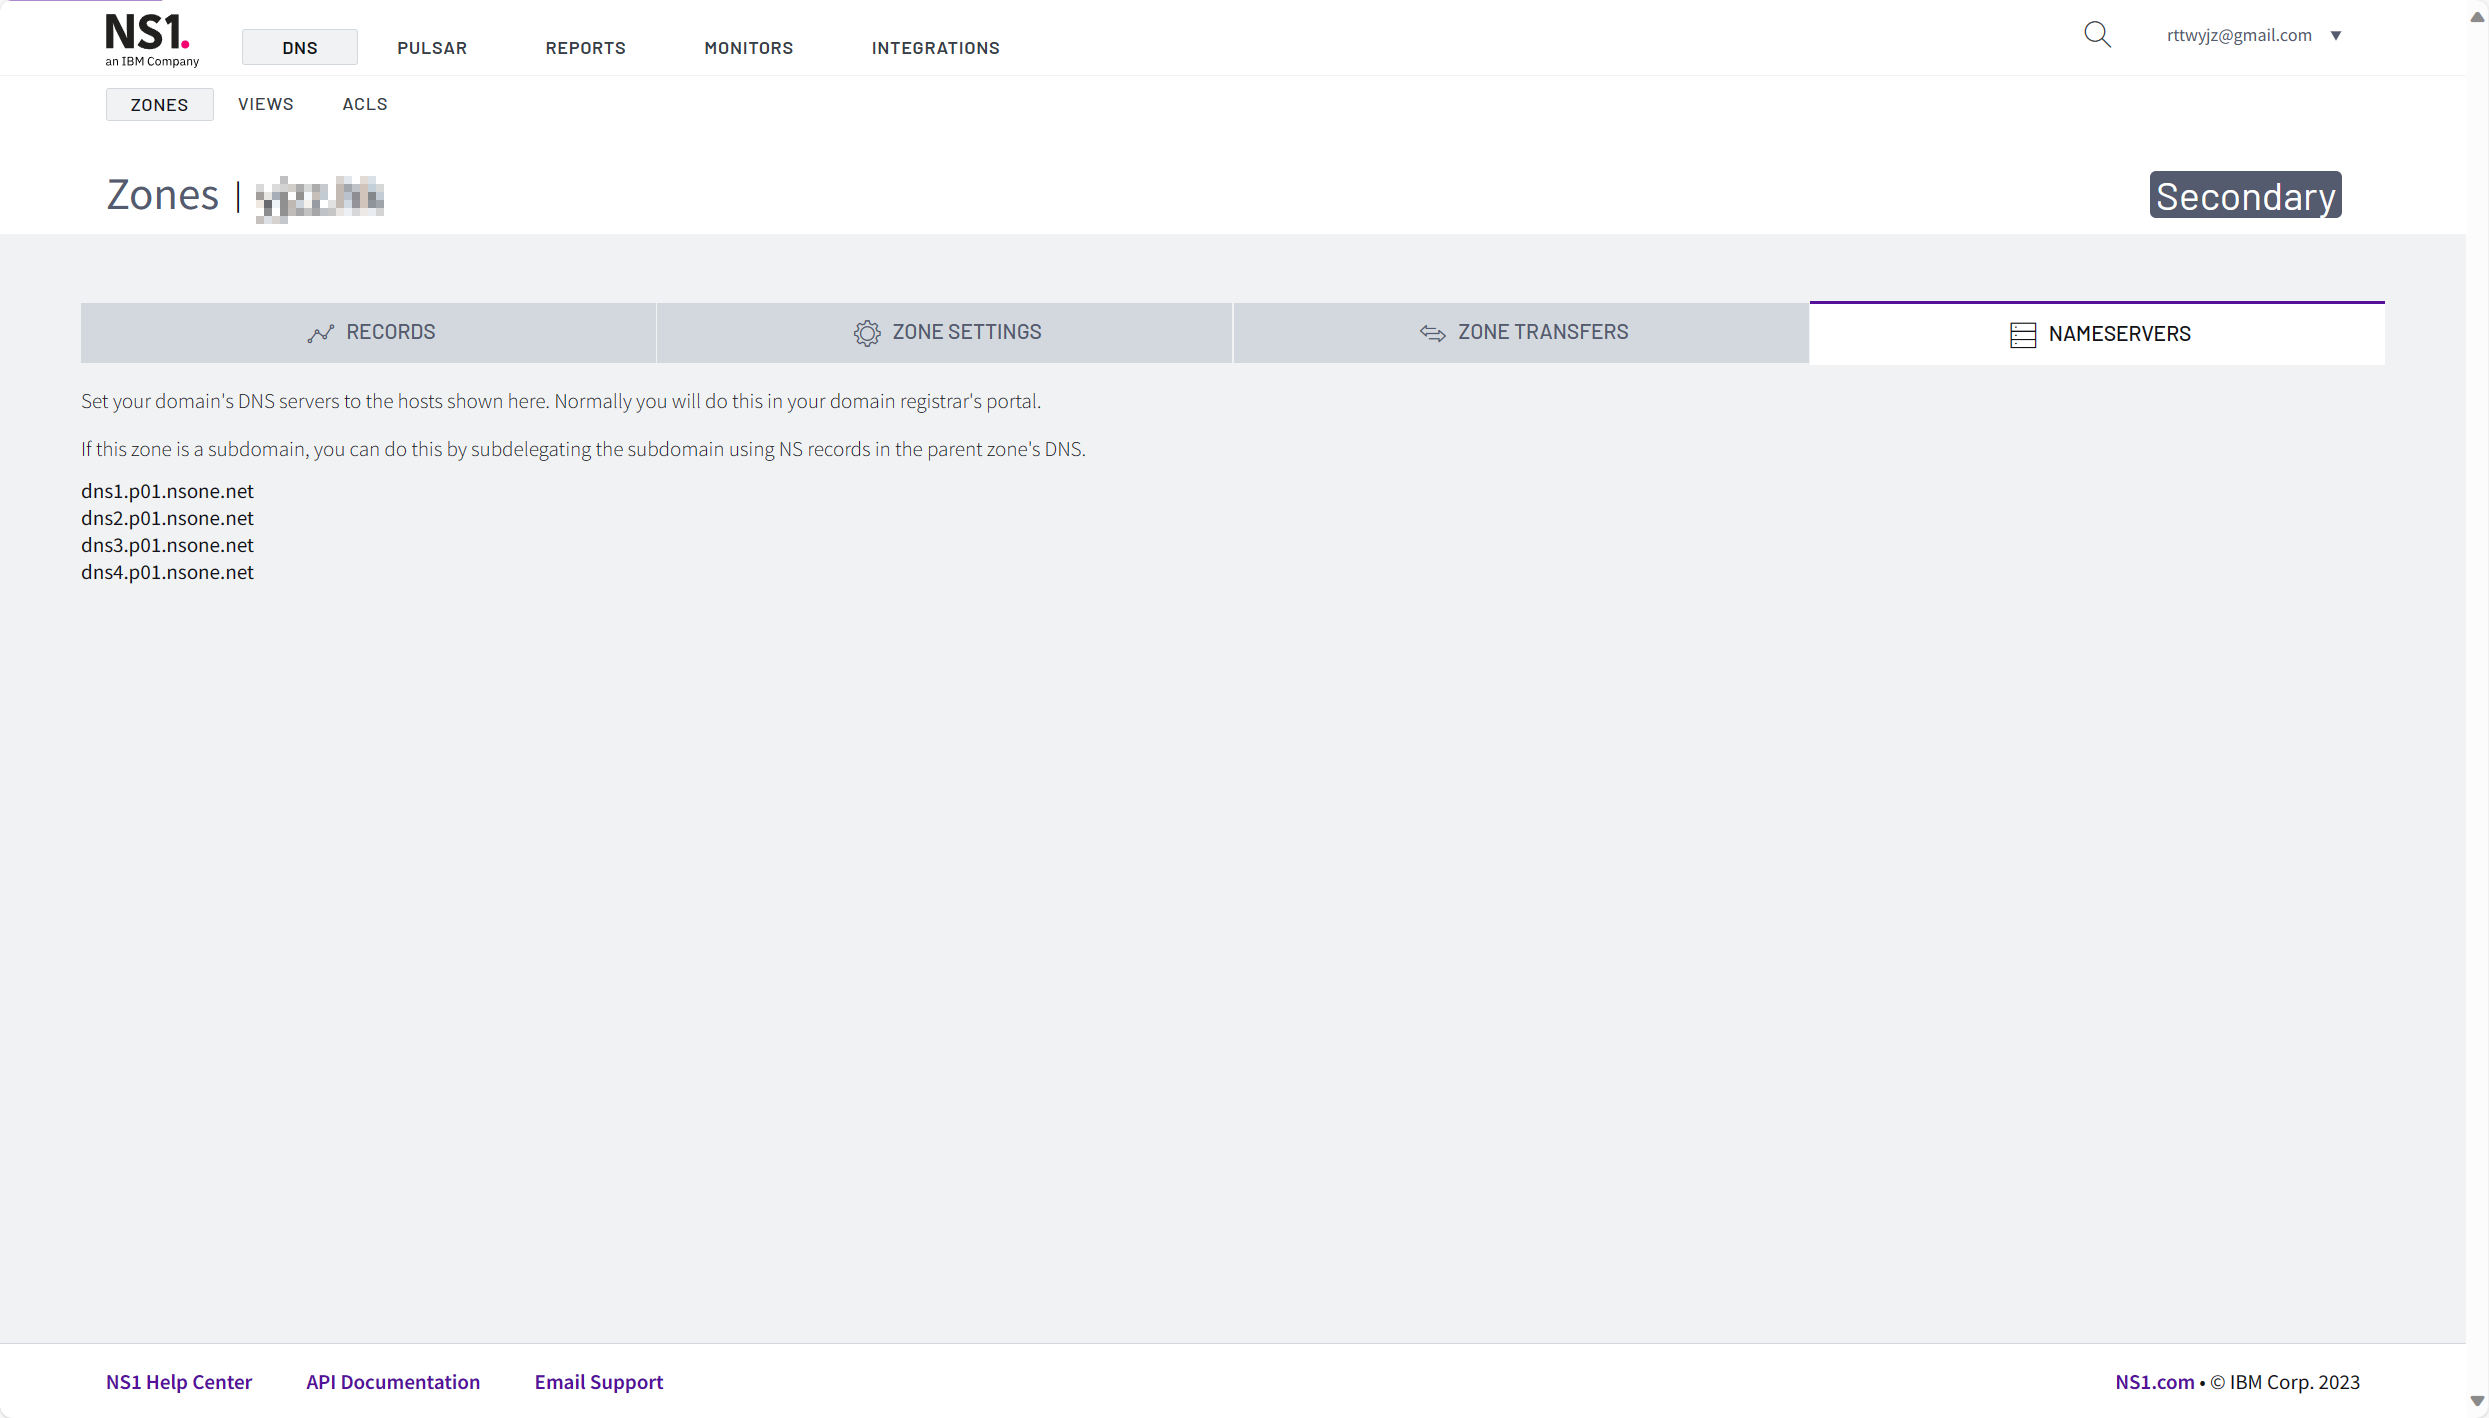 NS1.
an IBM Company
DNS
PULSAR
REPORTS
MONITORS
INTEGRATIONS
rttwyjz@gmail.com
ZONES
VIEWS
ACLS
Zones |
Secondary
RECORDS
ZONE SETTINGS
ZONE TRANSFERS
NAMESERVERS
Set your domain's DNS servers to the hosts shown here. Normally you will do this in your domain registrar's portal.
If this zone is a subdomain, you can do this by subdelegating the subdomain using NS records in the parent zone's DNS.
dns1.p01.nsone.net
dns2.p01.nsone.net
dns3.p01.nsone.net
dns4.p01.nsone.net
NS1 Help Center
API Documentation
Email Support
NS1.com • © IBM Corp. 2023